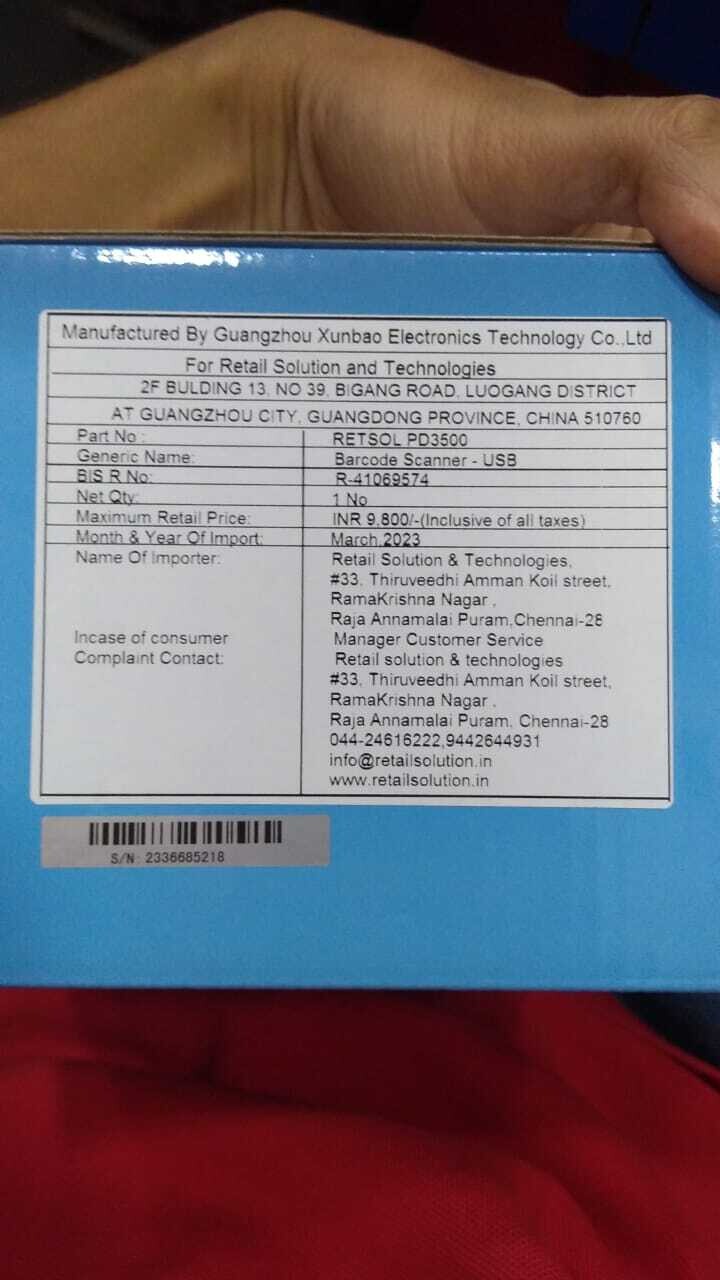 Manufactured By Guangzhou Xunbao Electronics Technology Co.,Ltd
For Retail Solution and Technologies
2F BULDING 13, NO 39, BIGANG ROAD, LUOGANG DISTRICT
AT GUANGZHOU CITY, GUANGDONG PROVINCE, CHINA 510760
Part No : RETSOL PD3500
Generic Name: Barcode Scanner - USB
BIS R No: R-41069574
Net Qty: 1 No
Maximum Retail Price: INR 9,800/-(Inclusive of all taxes)
Month & Year Of Import: March,2023
Name Of Importer: Retail Solution & Technologies,
#33, Thiruveedhi Amman Koil street,
RamaKrishna Nagar ,
Raja Annamalai Puram,Chennai-28
Incase of consumer Manager Customer Service
Complaint Contact: Retail solution & technologies
#33, Thiruveedhi Amman Koil street,
RamaKrishna Nagar ,
Raja Annamalai Puram, Chennai-28
044-24616222,9442644931
info@retailsolution.in
www.retailsolution.in
S/N: 2336685218